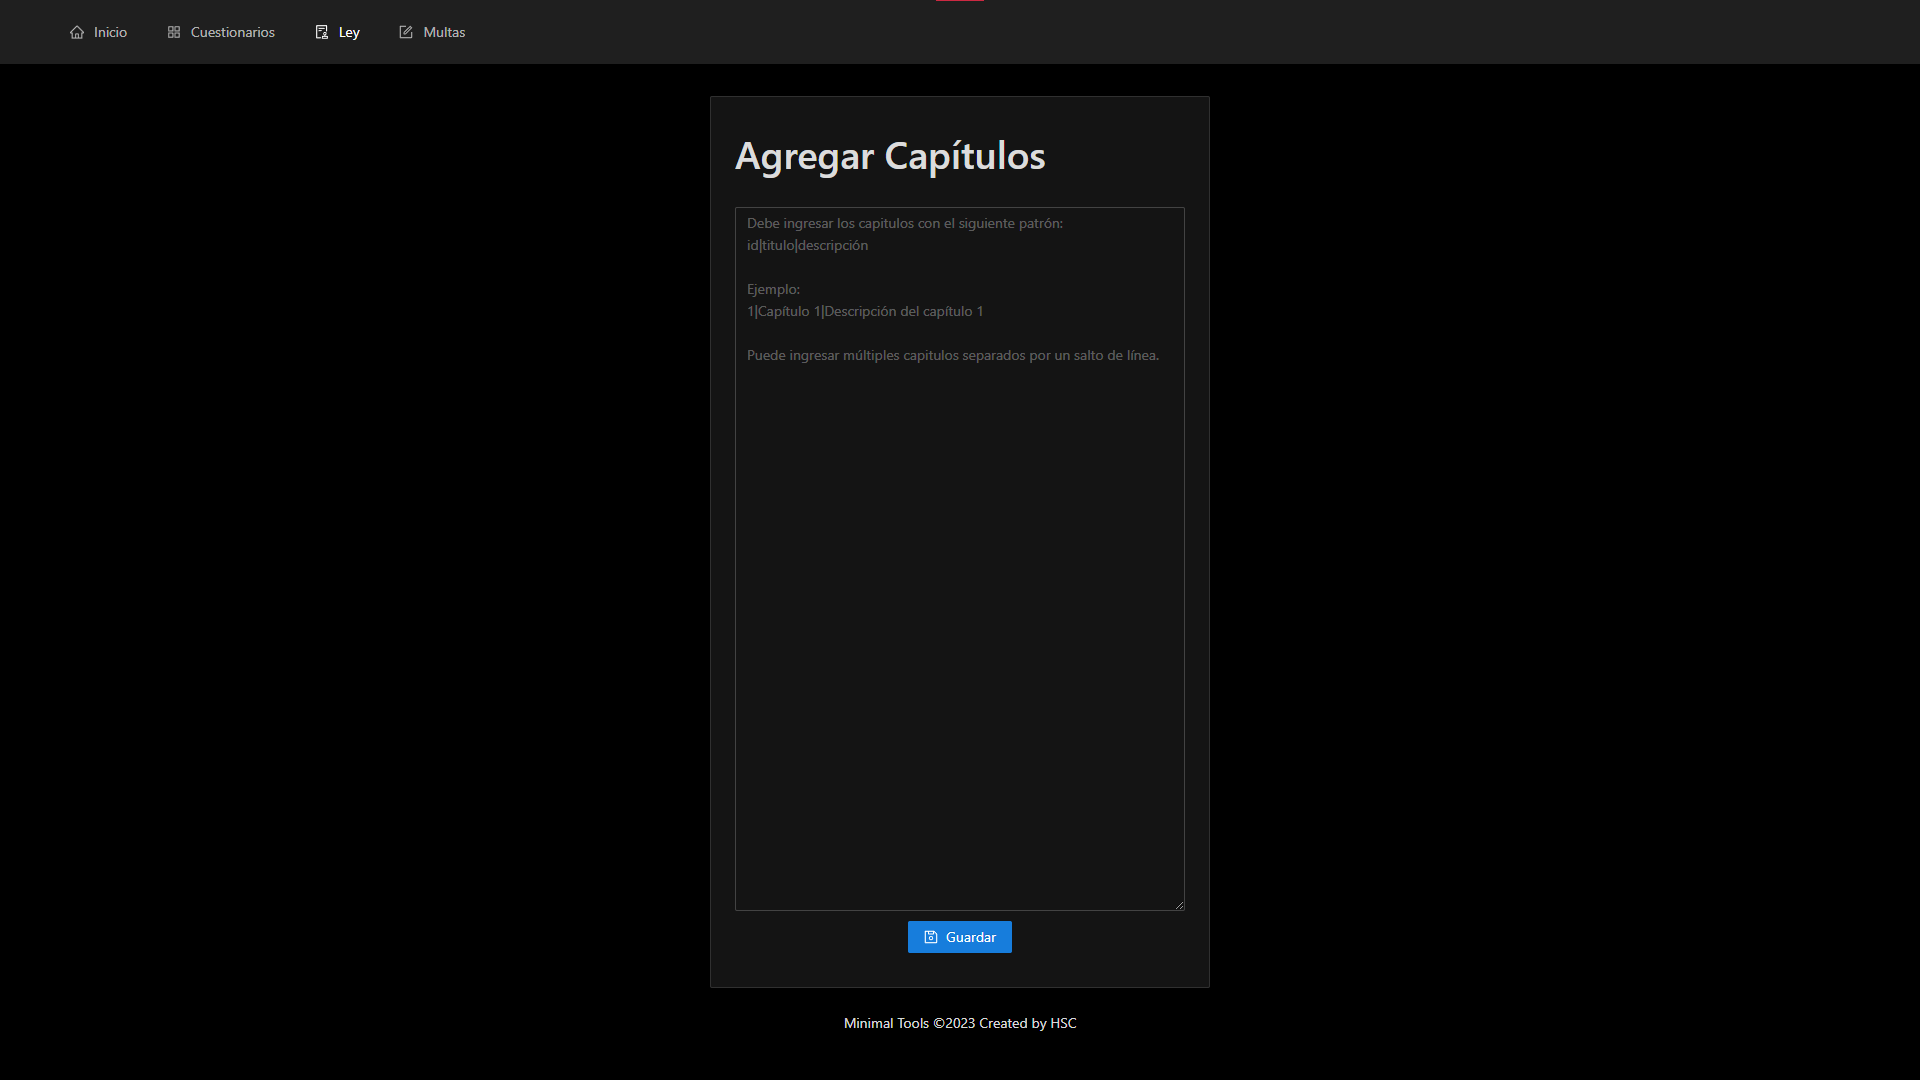 Inicio
Cuestionarios
Ley
Multas
Agregar Capítulos
Debe ingresar los capitulos con el siguiente patrón:
id|titulo|descripción
Ejemplo:
1|Capítulo 1|Descripción del capítulo 1
Puede ingresar múltiples capitulos separados por un salto de línea.
Guardar
Minimal Tools ©2023 Created by HSC